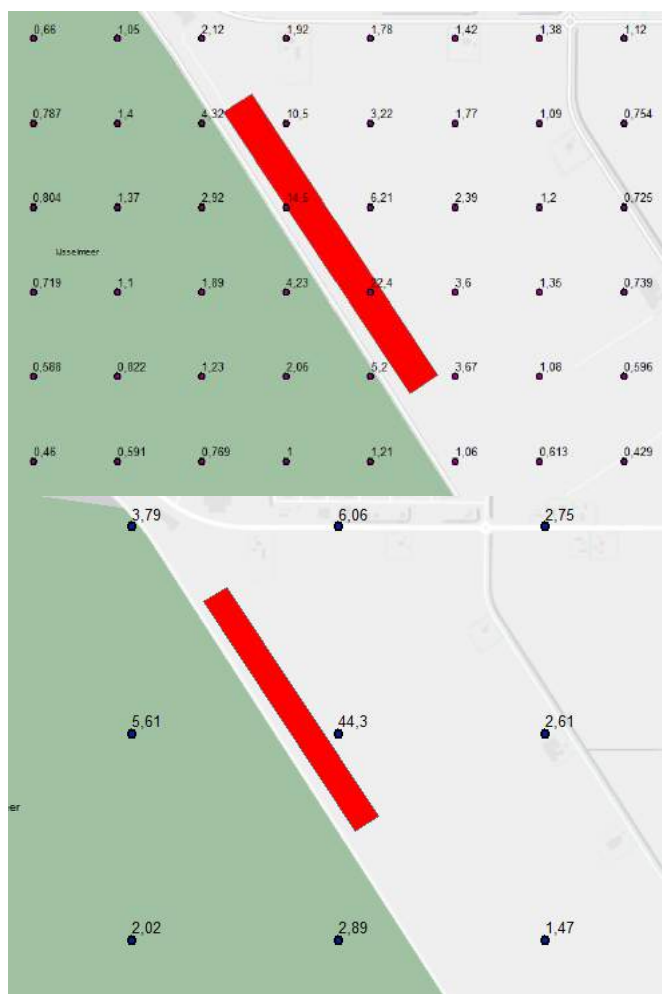 0,66 1,05 2,12 1,92 1,78 1,42 1,38 1,12
0,787 1,4 4,32 10,5 3,22 1,77 1,09 0,754
0,804 1,37 2,92 14,5 6,21 2,39 1,2 0,725
IJsselmeer
0,719 1,1 1,89 4,23 22,4 3,6 1,35 0,739
0,588 0,822 1,23 2,06 5,2 3,67 1,08 0,596
0,46 0,591 0,769 1 1,21 1,06 0,613 0,429
3,79 6,06 2,75
5,61 44,3 2,61
er
2,02 2,89 1,47